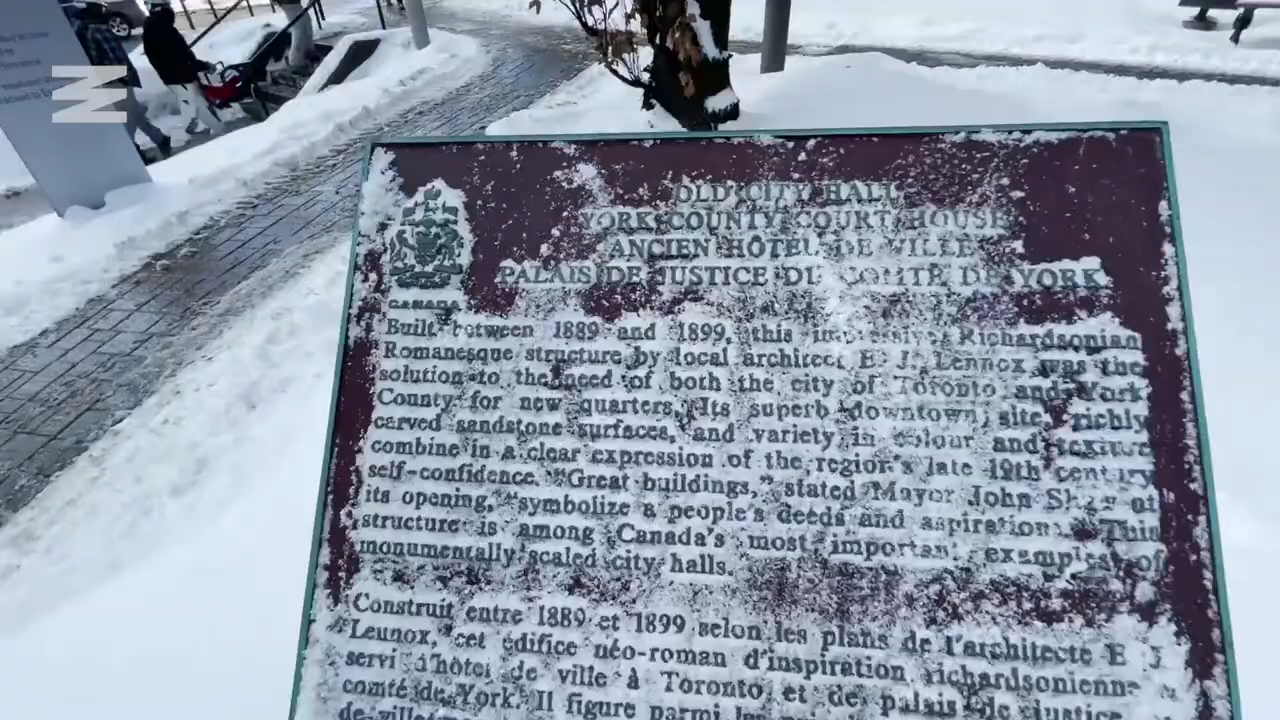 OLD CITY HALL
YORK COUNTY COURT HOUSE
ANCIEN HÔTEL DE VILLE
PALAIS DE JUSTICE DU COMTÉ DE YORK
CANADA
Built between 1889 and 1899, this impressive Richardsonian
Romanesque structure by local architect E. J. Lennox was the
solution to the need of both the city of Toronto and York
County for new quarters. Its superb downtown site, richly
carved sandstone surfaces, and variety in colour and texture
combine in a clear expression of the region's late 19th century
self-confidence. "Great buildings," stated Mayor John Shaw at
its opening, "symbolize a people's deeds and aspirations." This
structure is among Canada's most important examples of
monumentally scaled city halls.
Construit entre 1889 et 1899 selon les plans de l'architecte E. J.
Lennox, cet édifice néo-roman d'inspiration richardsonienne a
servi d'hôtel de ville à Toronto et de palais de justice
comté de York. Il figure parmi les
de ville